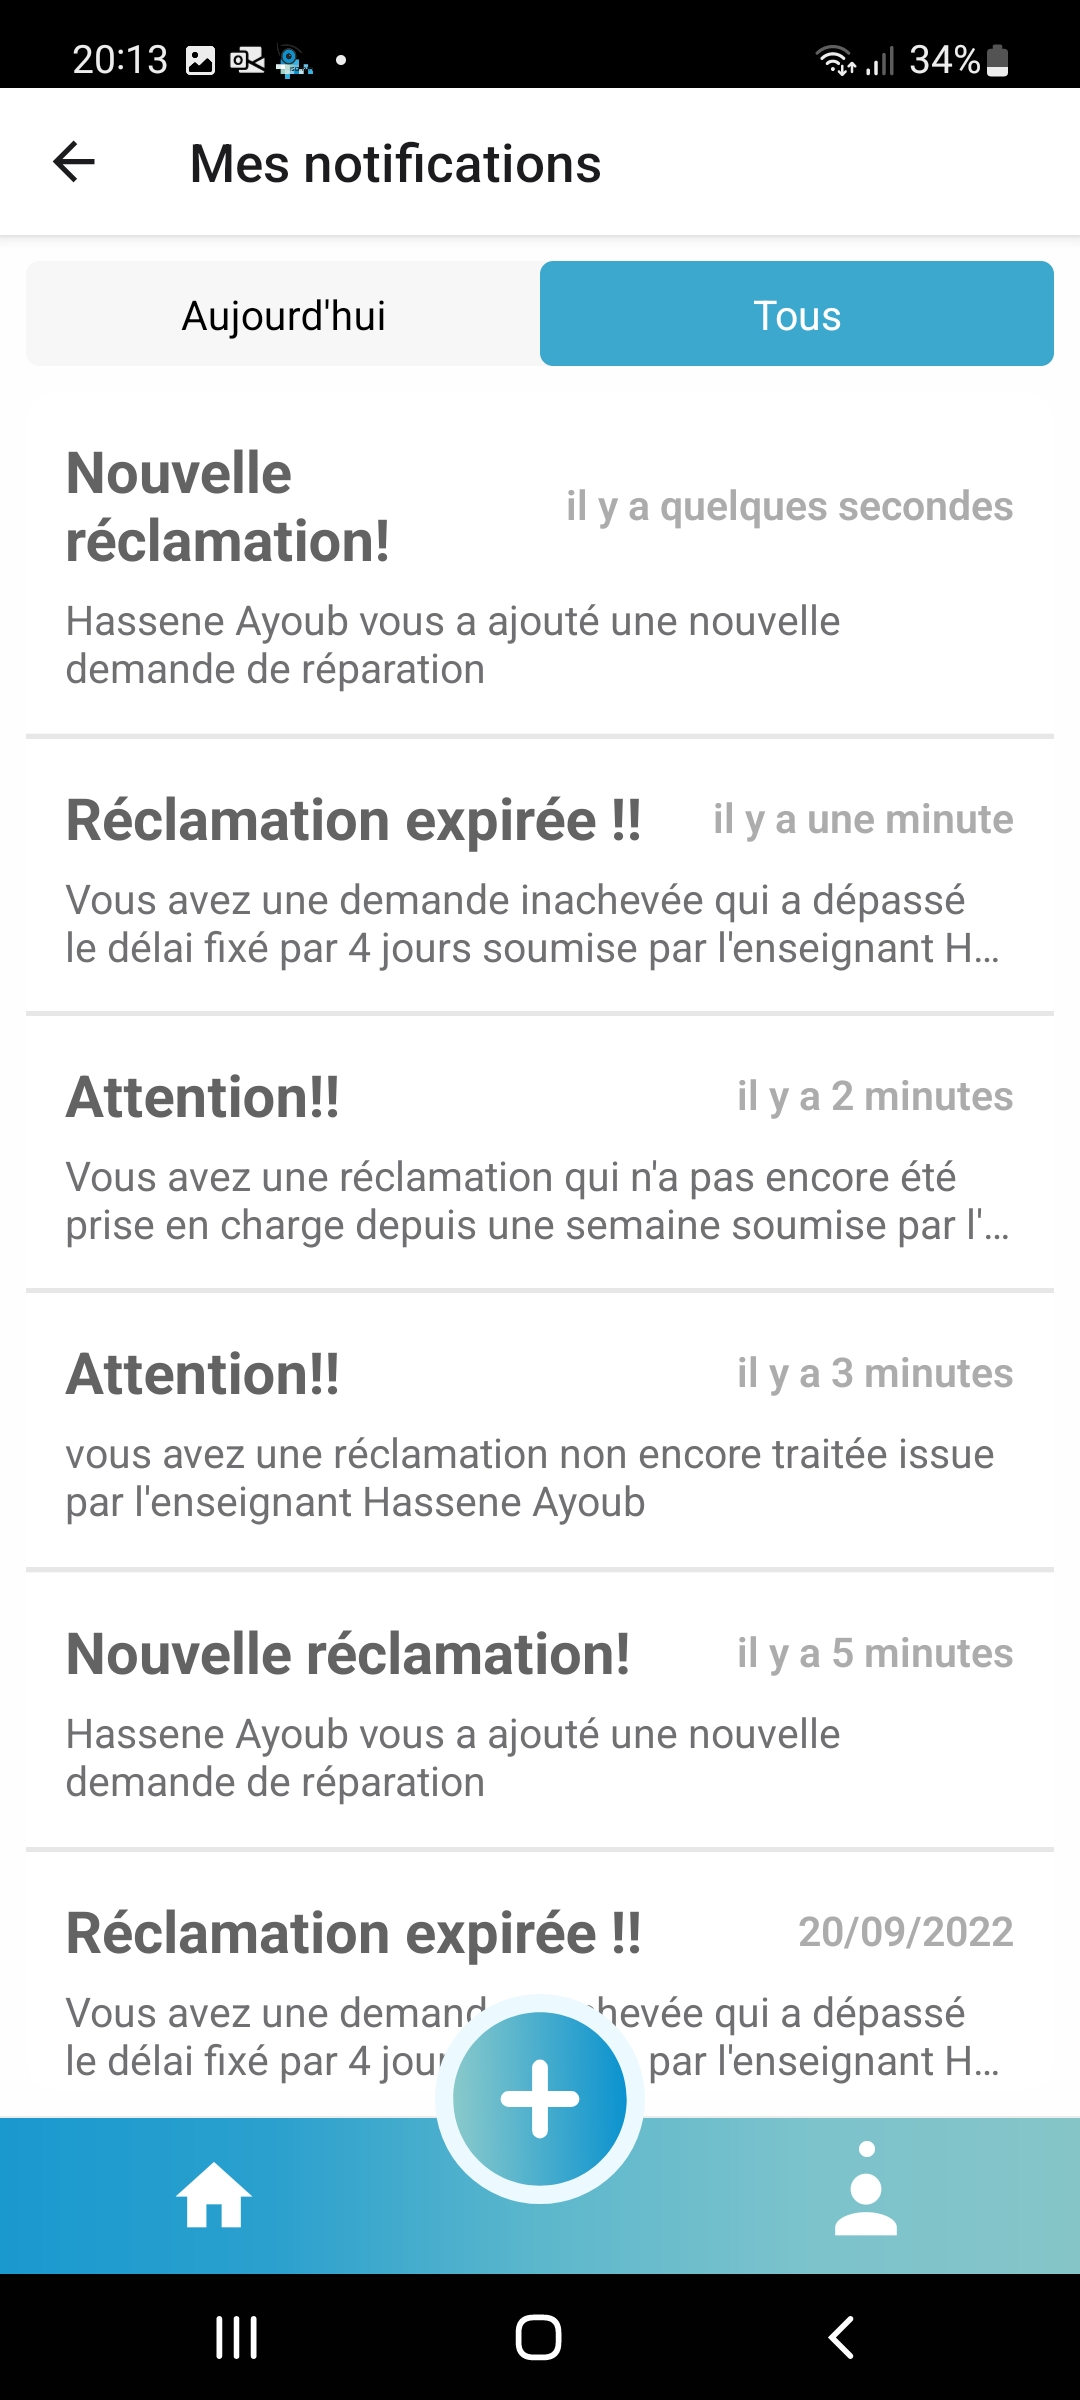 20:13
34%
Mes notifications
Aujourd'hui
Tous
Nouvelle
réclamation!
il y a quelques secondes
Hassene Ayoub vous a ajouté une nouvelle
demande de réparation
Réclamation expirée !!
il y a une minute
Vous avez une demande inachevée qui a dépassé
le délai fixé par 4 jours soumise par l'enseignant H...
Attention!!
il y a 2 minutes
Vous avez une réclamation qui n'a pas encore été
prise en charge depuis une semaine soumise par l'...
Attention!!
il y a 3 minutes
vous avez une réclamation non encore traitée issue
par l'enseignant Hassene Ayoub
Nouvelle réclamation!
il y a 5 minutes
Hassene Ayoub vous a ajouté une nouvelle
demande de réparation
Réclamation expirée !!
20/09/2022
Vous avez une qui a dépassé
le délai fixé par 4 par l'enseignant H...